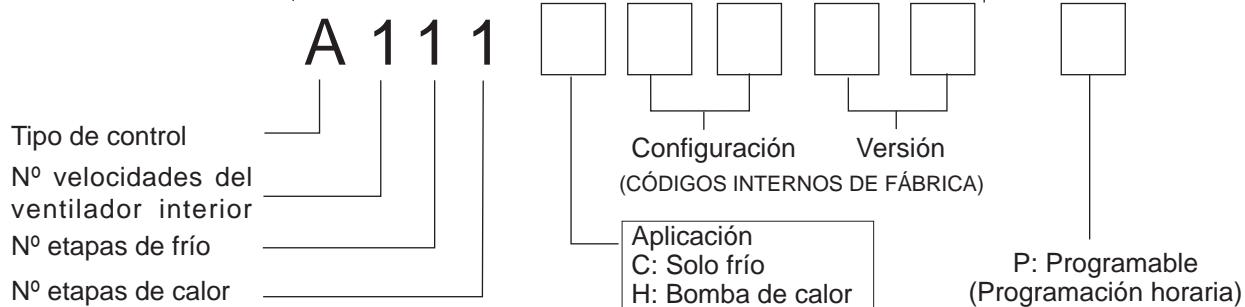 A 1 1 1
Tipo de control
Nº velocidades del
ventilador interior
Nº etapas de frío
Nº etapas de calor
Configuración
Versión
(CÓDIGOS INTERNOS DE FÁBRICA)
Aplicación
C: Solo frío
H: Bomba de calor
P: Programable
(Programación horaria)